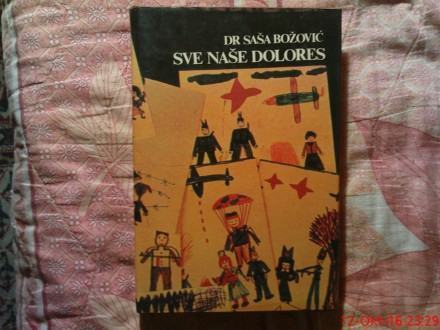 DR SAŠA BOŽOVIĆ
SVE NAŠE DOLORES